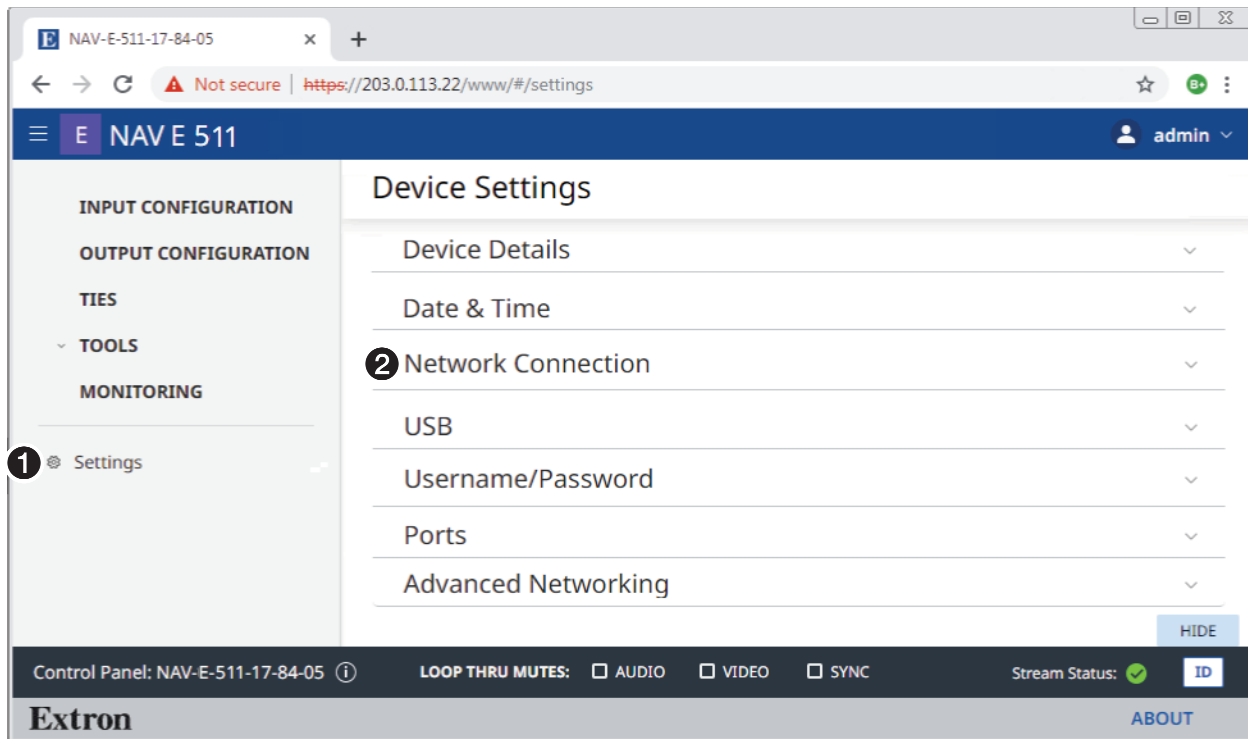 NAV-E-511-17-84-05
Not secure | https://203.0.113.22/www/#/settings
B+
E NAV E 511
admin
INPUT CONFIGURATION
OUTPUT CONFIGURATION
TIES
TOOLS
MONITORING
1 Settings
Device Settings
Device Details
Date & Time
2 Network Connection
USB
Username/Password
Ports
Advanced Networking
HIDE
Control Panel: NAV-E-511-17-84-05 LOOP THRU MUTES: AUDIO VIDEO SYNC Stream Status: ID
Extron
ABOUT